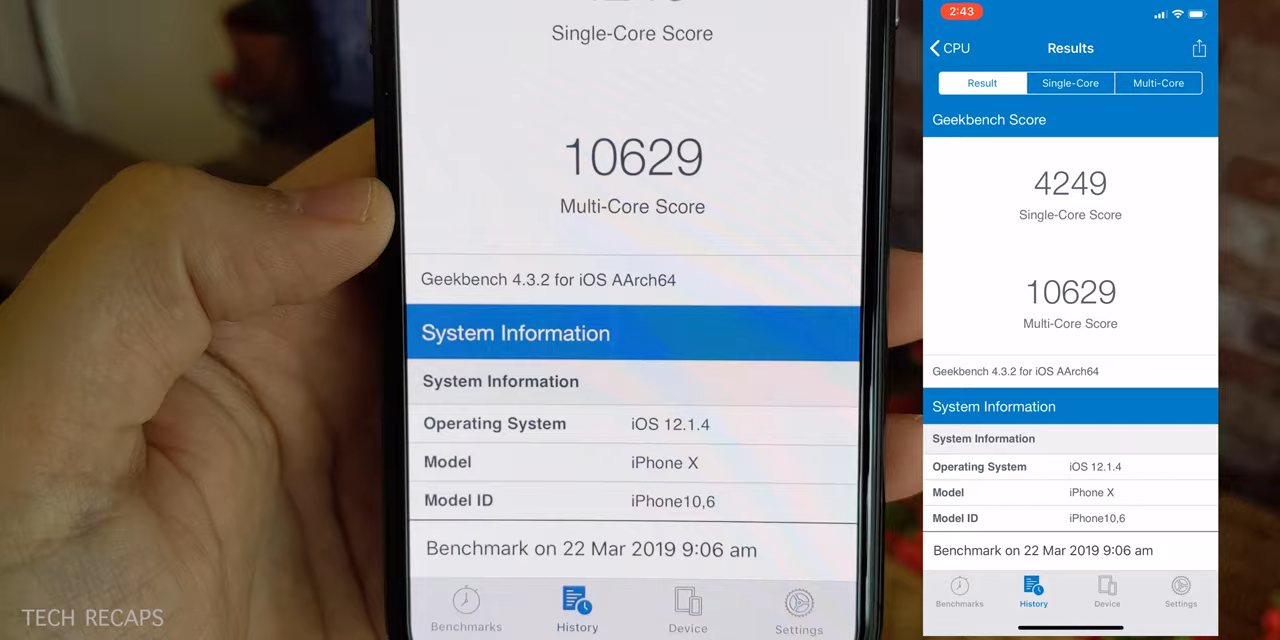 Single-Core Score
10629
Multi-Core Score
Geekbench 4.3.2 for iOS AArch64
System Information
System Information
Operating System iOS 12.1.4
Model iPhone X
Model ID iPhone10,6
Benchmark on 22 Mar 2019 9:06 am
Benchmarks History Device Settings
TECH RECAPS
2:43
CPU Results
Result Single-Core Multi-Core
Geekbench Score
4249
Single-Core Score
10629
Multi-Core Score
Geekbench 4.3.2 for iOS AArch64
System Information
System Information
Operating System iOS 12.1.4
Model iPhone X
Model ID iPhone10,6
Benchmark on 22 Mar 2019 9:06 am
Benchmarks History Device Settings